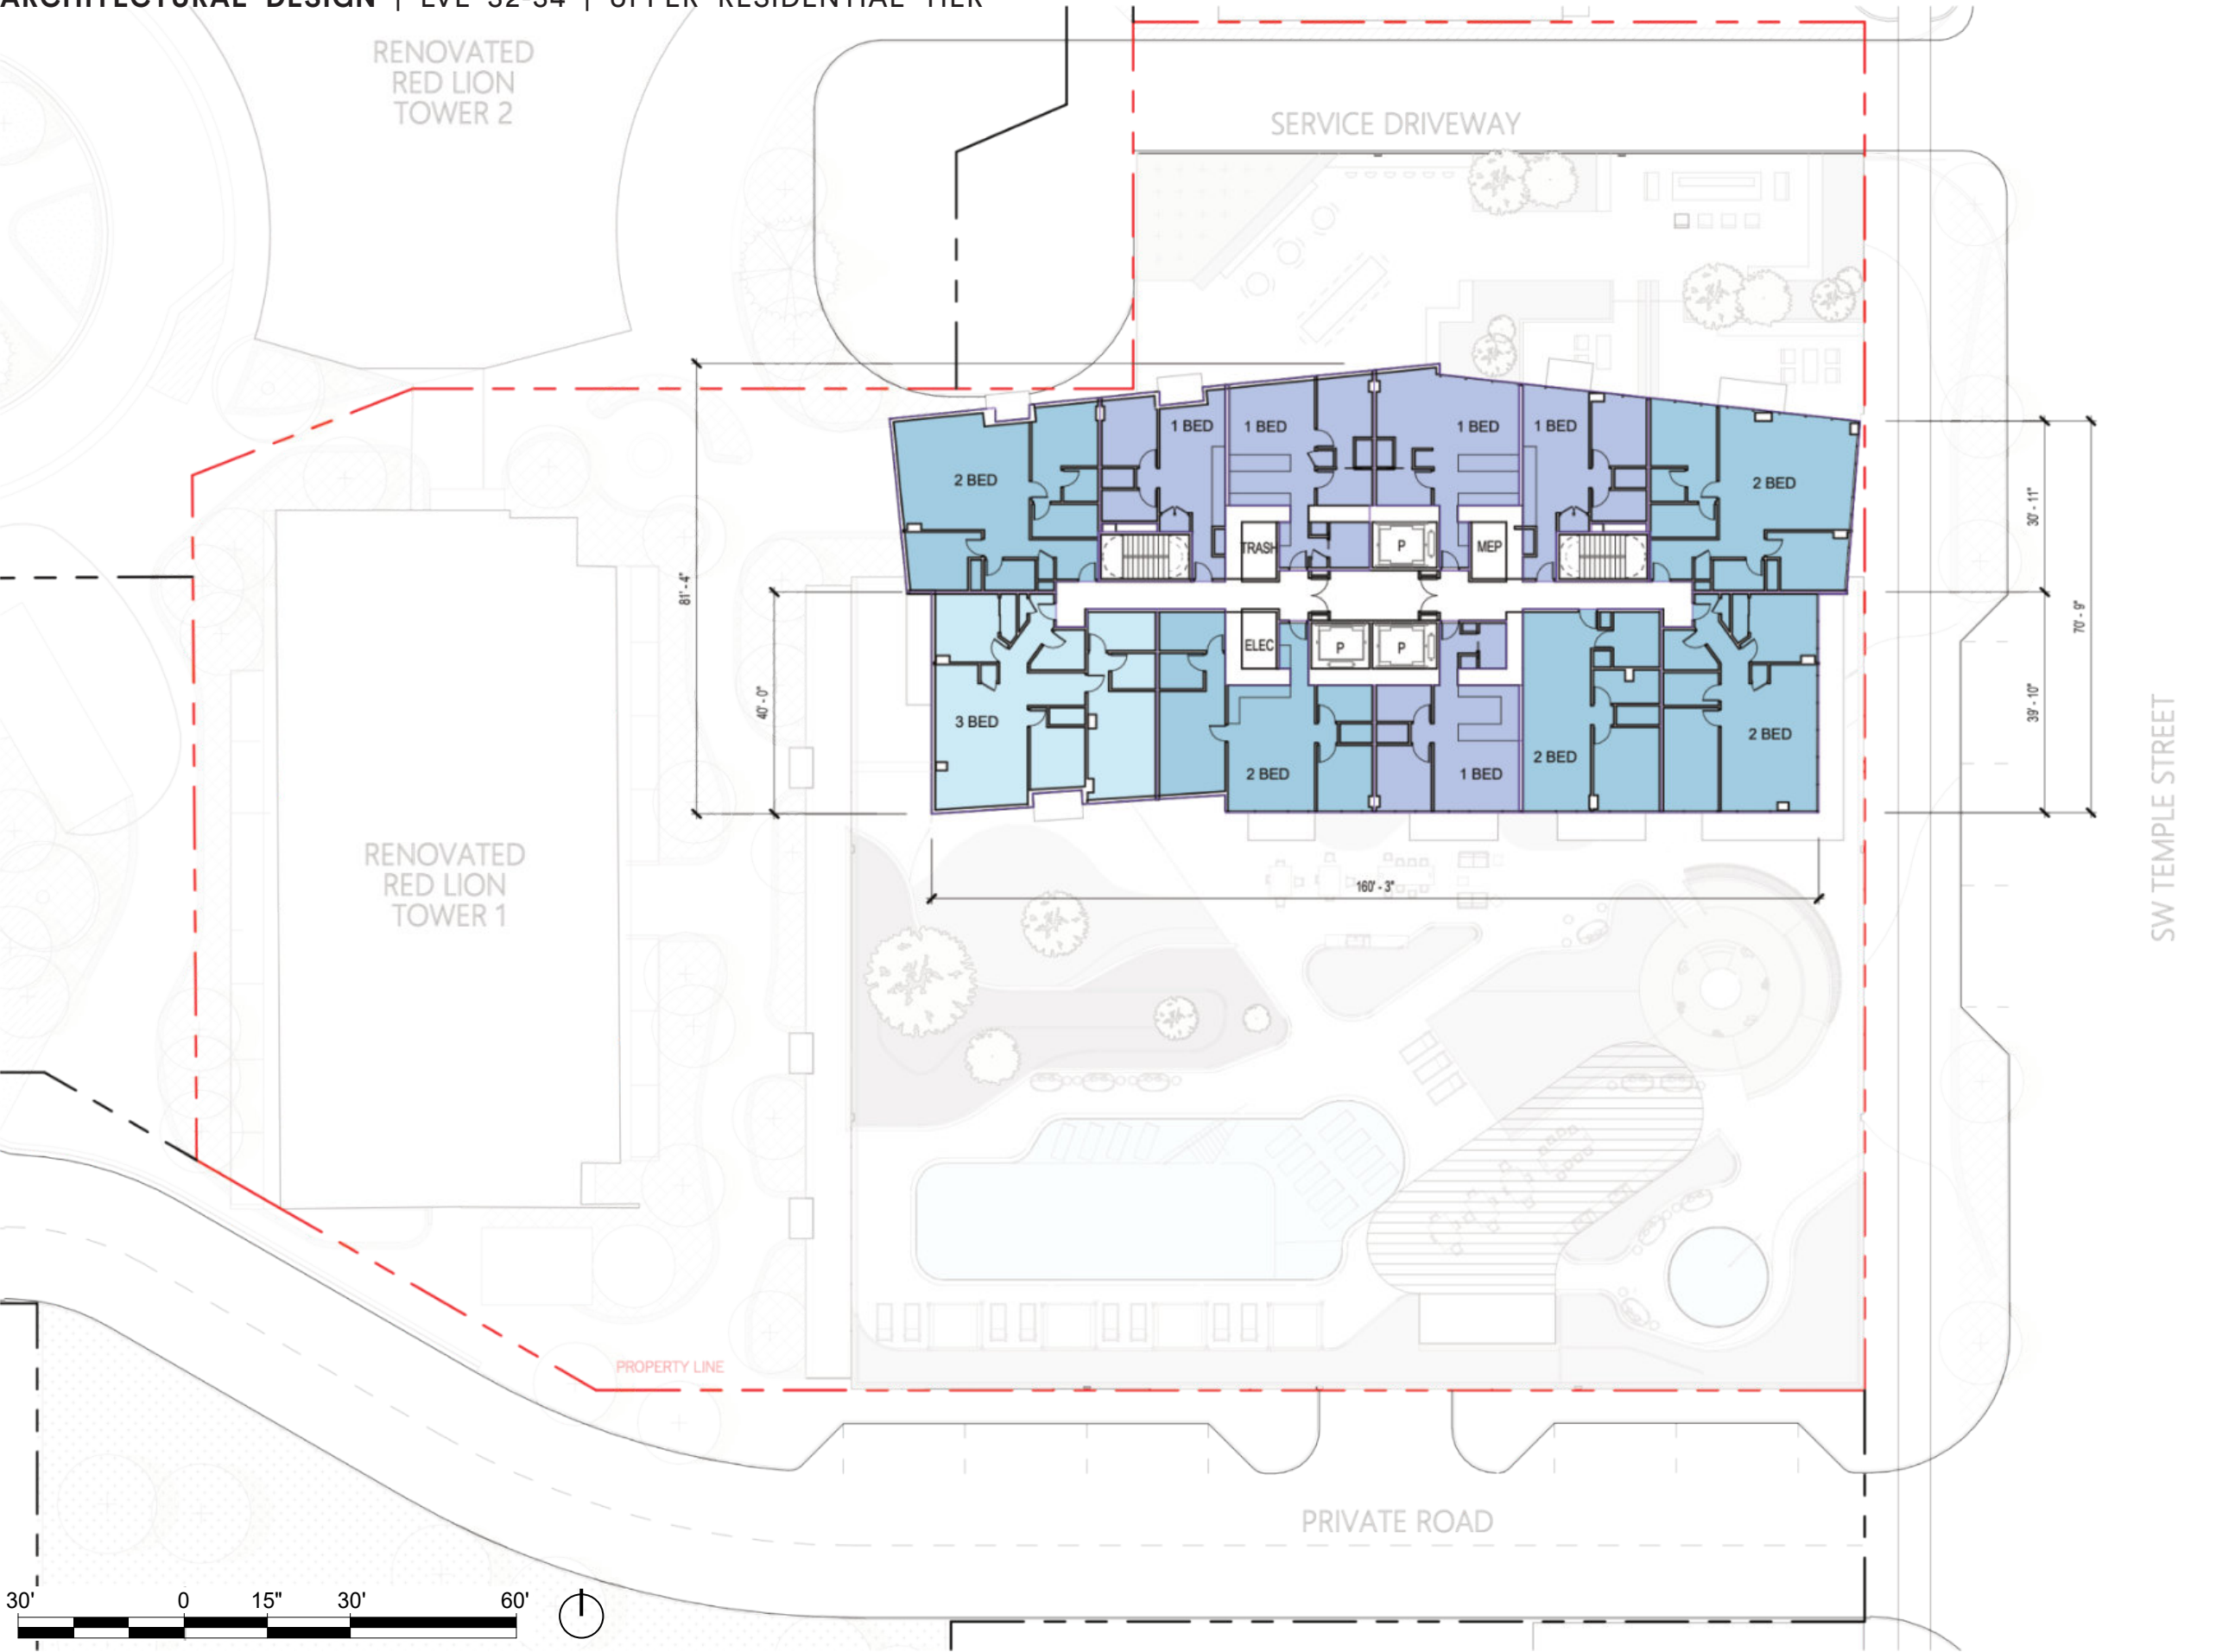 ARCHITECTURAL DESIGN | LVL 32-34 | UPPER RESIDENTIAL TIER
RENOVATED
RED LION
TOWER 2
SERVICE DRIVEWAY
1 BED
1 BED
1 BED
1 BED
2 BED
2 BED
30' - 11"
TRASH
P
MEP
81' - 4"
70' - 9"
ELEC
P
P
40' - 0"
39' - 10"
3 BED
2 BED
2 BED
2 BED
1 BED
SW TEMPLE STREET
RENOVATED
RED LION
TOWER 1
160' - 3"
PROPERTY LINE
PRIVATE ROAD
30' 0 15" 30' 60'